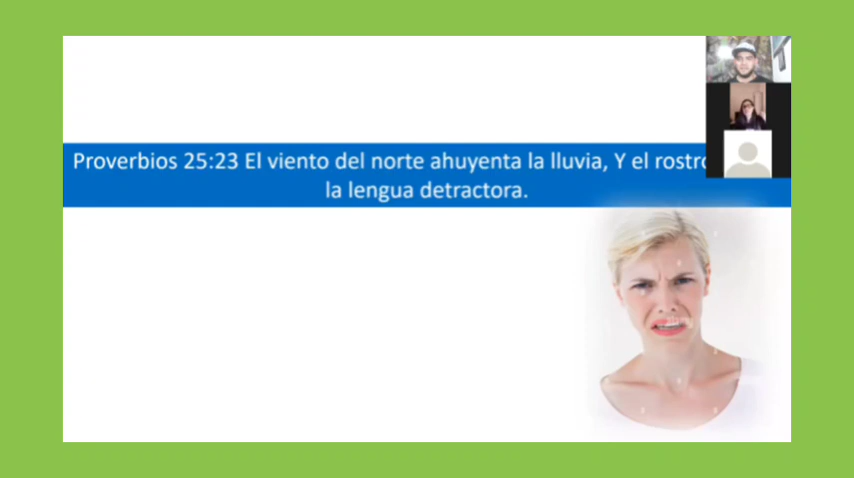 Proverbios 25:23 El viento del norte ahuyenta la lluvia, Y el rostro
la lengua detractora.